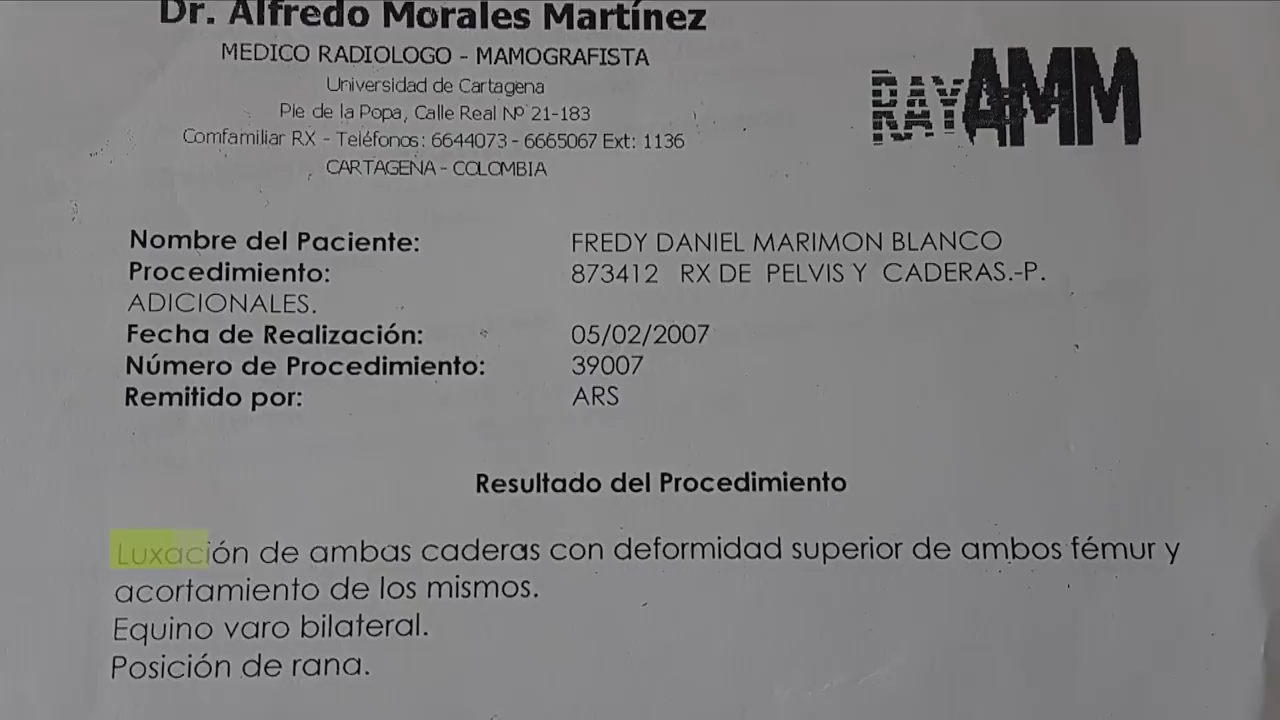 Dr. Alfredo Morales Martínez
MEDICO RADIOLOGO - MAMOGRAFISTA
Universidad de Cartagena
Pie de la Popa, Calle Real Nº 21-183
Comfamiliar RX - Teléfonos: 6644073 - 6665067 Ext: 1136
CARTAGENA - COLOMBIA
RAYAMM
Nombre del Paciente: FREDY DANIEL MARIMON BLANCO
Procedimiento: 873412 RX DE PELVIS Y CADERAS.-P.
ADICIONALES.
Fecha de Realización: 05/02/2007
Número de Procedimiento: 39007
Remitido por: ARS
Resultado del Procedimiento
Luxación de ambas caderas con deformidad superior de ambos fémur y
acortamiento de los mismos.
Equino varo bilateral.
Posición de rana.